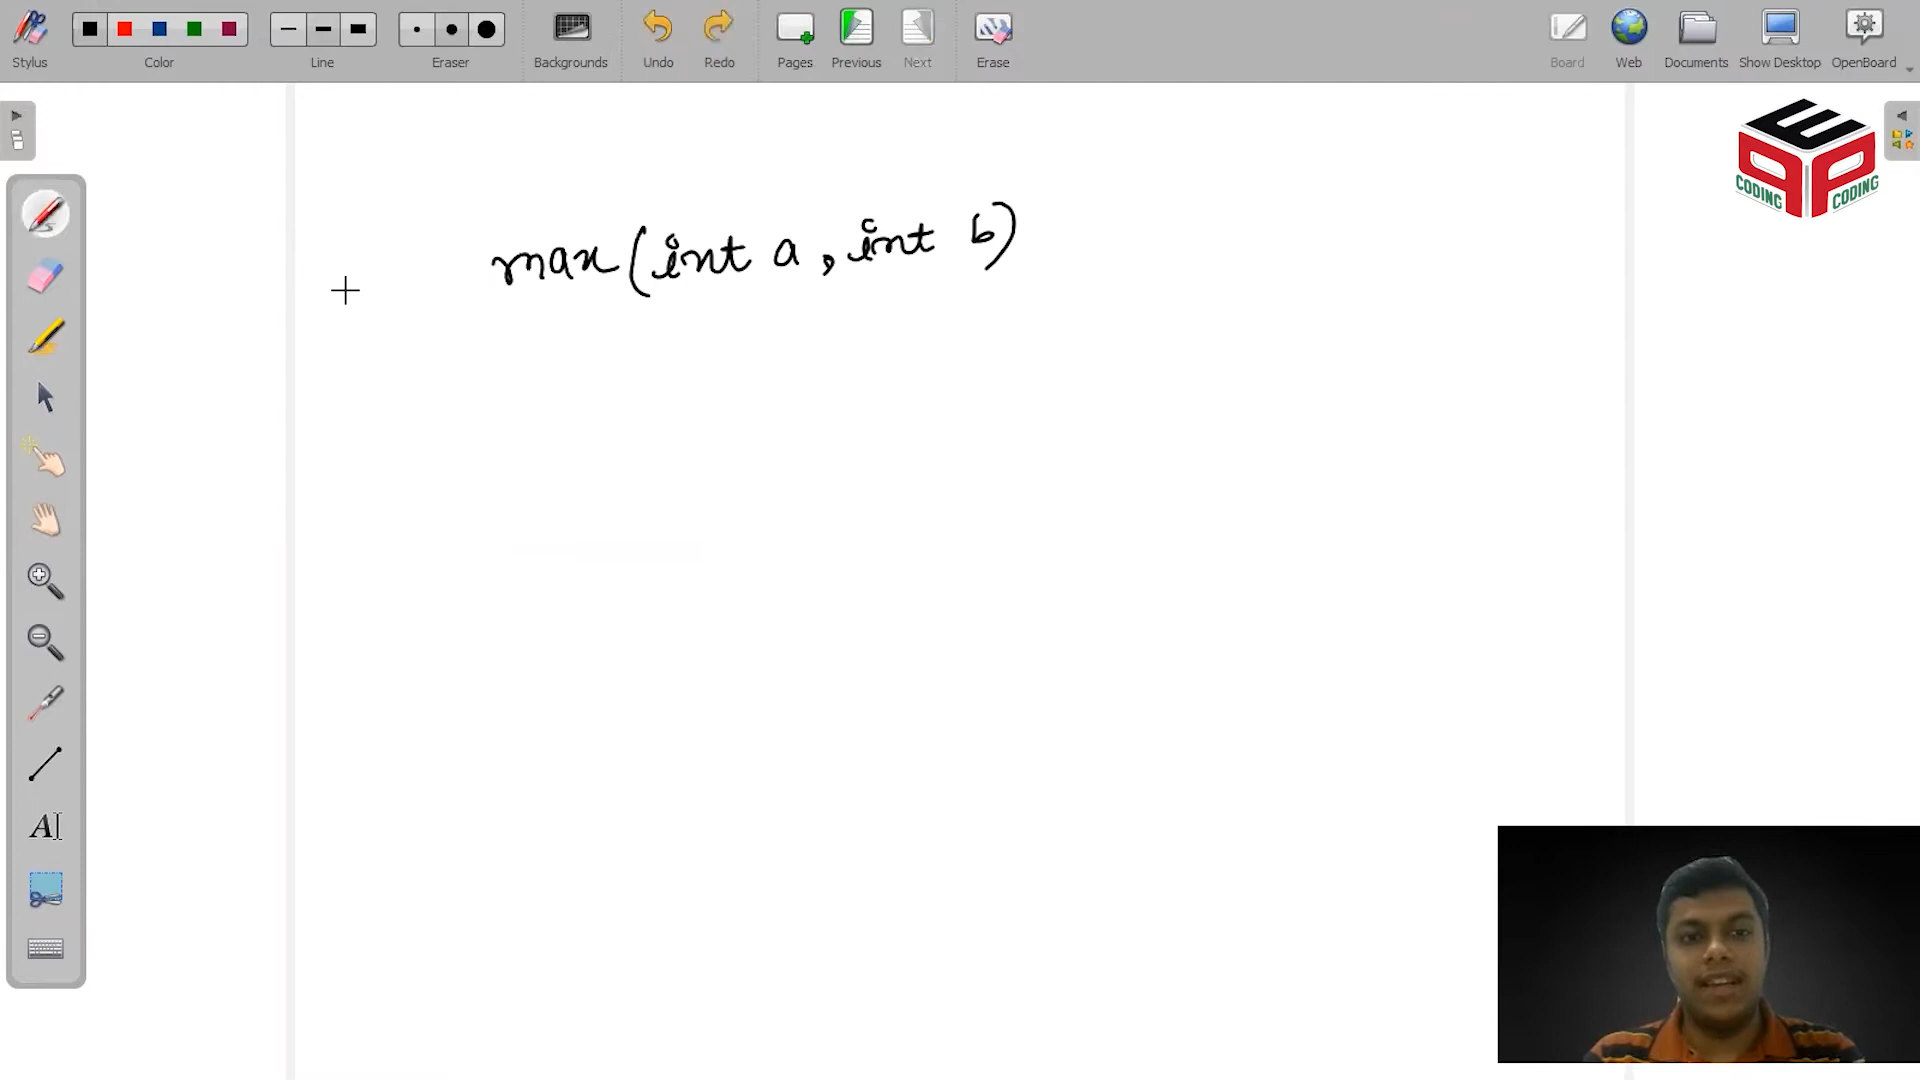 Stylus Color Line Eraser Backgrounds Undo Redo Pages Previous Next Erase Board Web Documents Show Desktop OpenBoard
CODING CODING
max(int a, int b)
AI